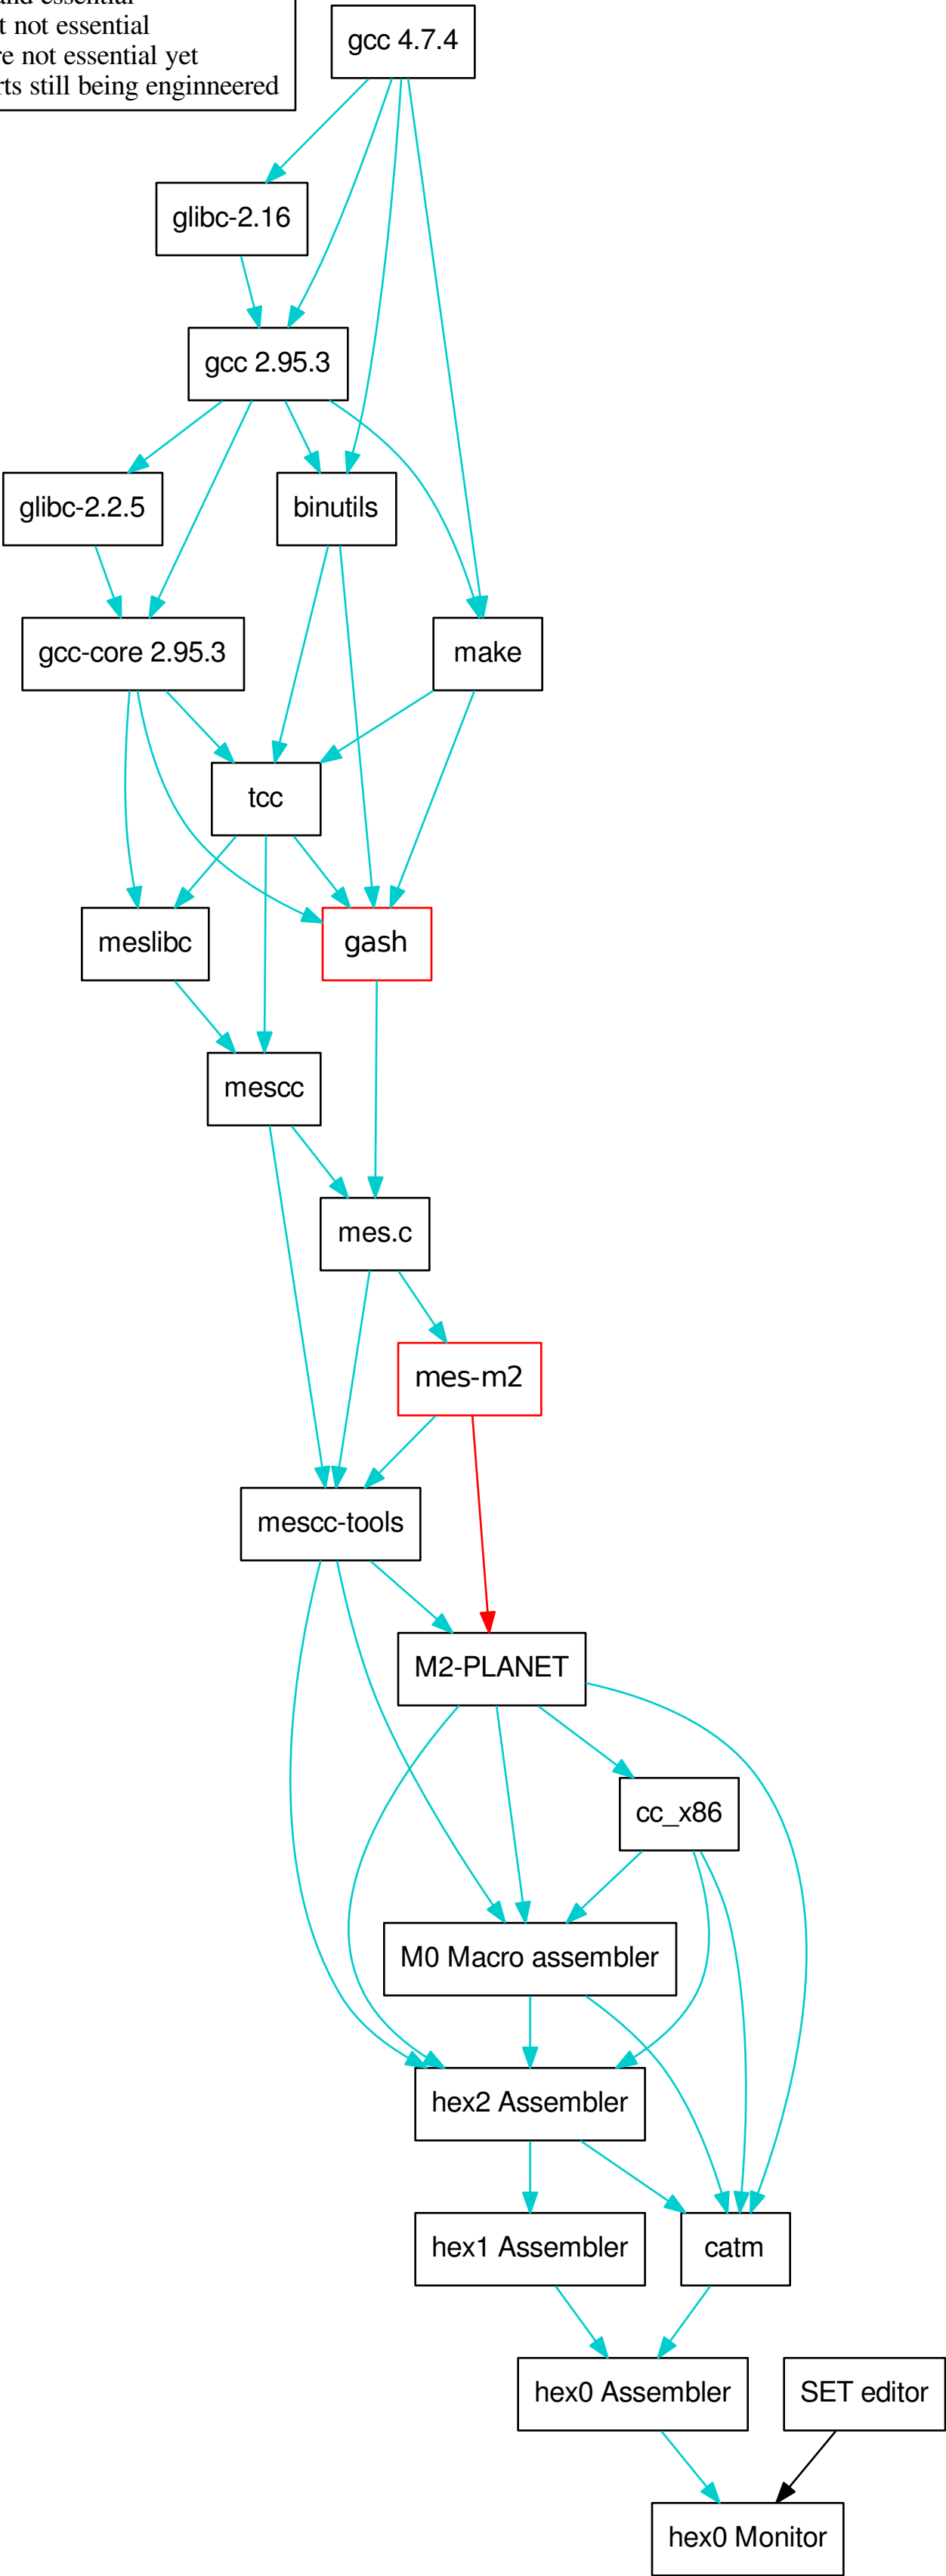 and essential
t not essential
re not essential yet
rts still being enginneered
gcc 4.7.4
glibc-2.16
gcc 2.95.3
glibc-2.2.5
binutils
gcc-core 2.95.3
make
tcc
meslibc
gash
mescc
mes.c
mes-m2
mescc-tools
M2-PLANET
cc_x86
M0 Macro assembler
hex2 Assembler
hex1 Assembler
catm
hex0 Assembler
SET editor
hex0 Monitor